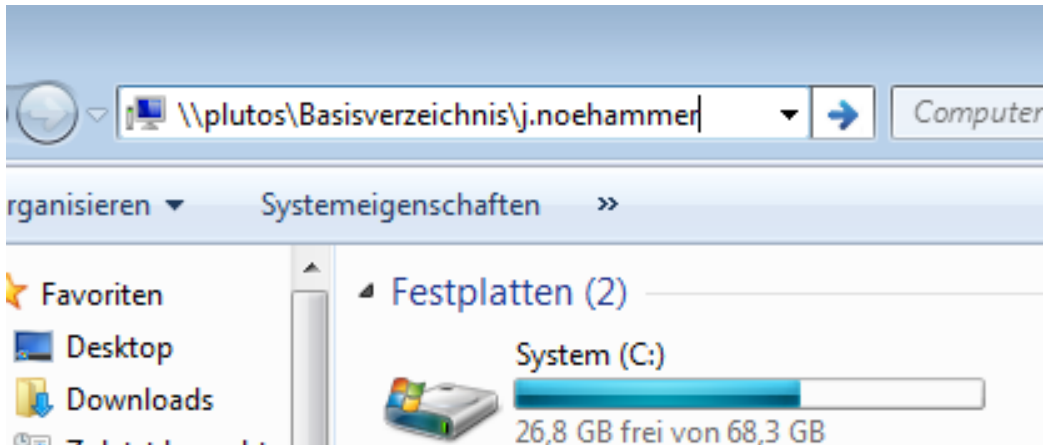 \\plutos\Basisverzeichnis\j.noehammer
Computer
rganisieren
Systemeigenschaften »
Favoriten
Desktop
Downloads
Festplatten (2)
System (C:)
26,8 GB frei von 68,3 GB